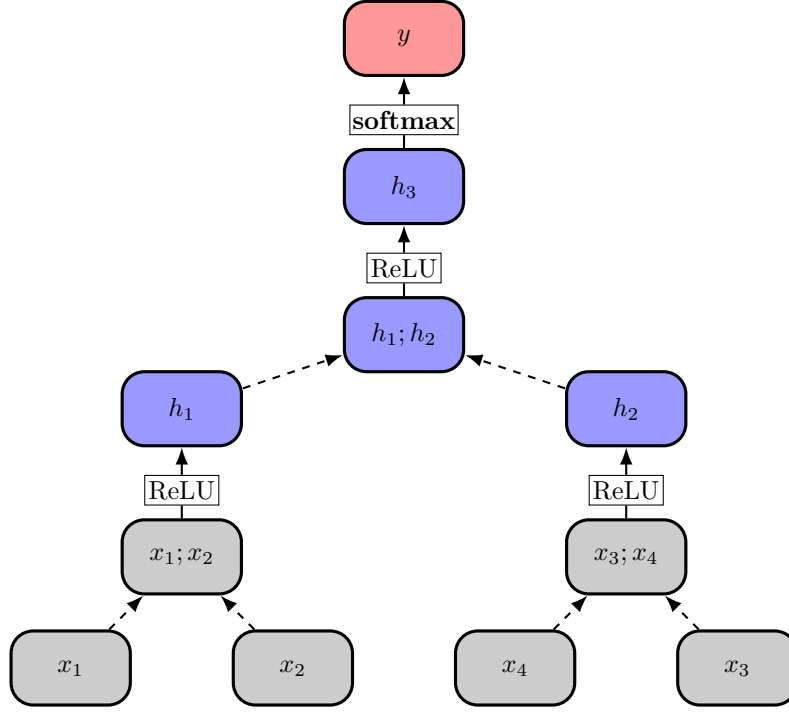 y
softmax
h₃
ReLU
h₁; h₂
h₁
h₂
ReLU
ReLU
x₁; x₂
x₃; x₄
x₁
x₂
x₄
x₃